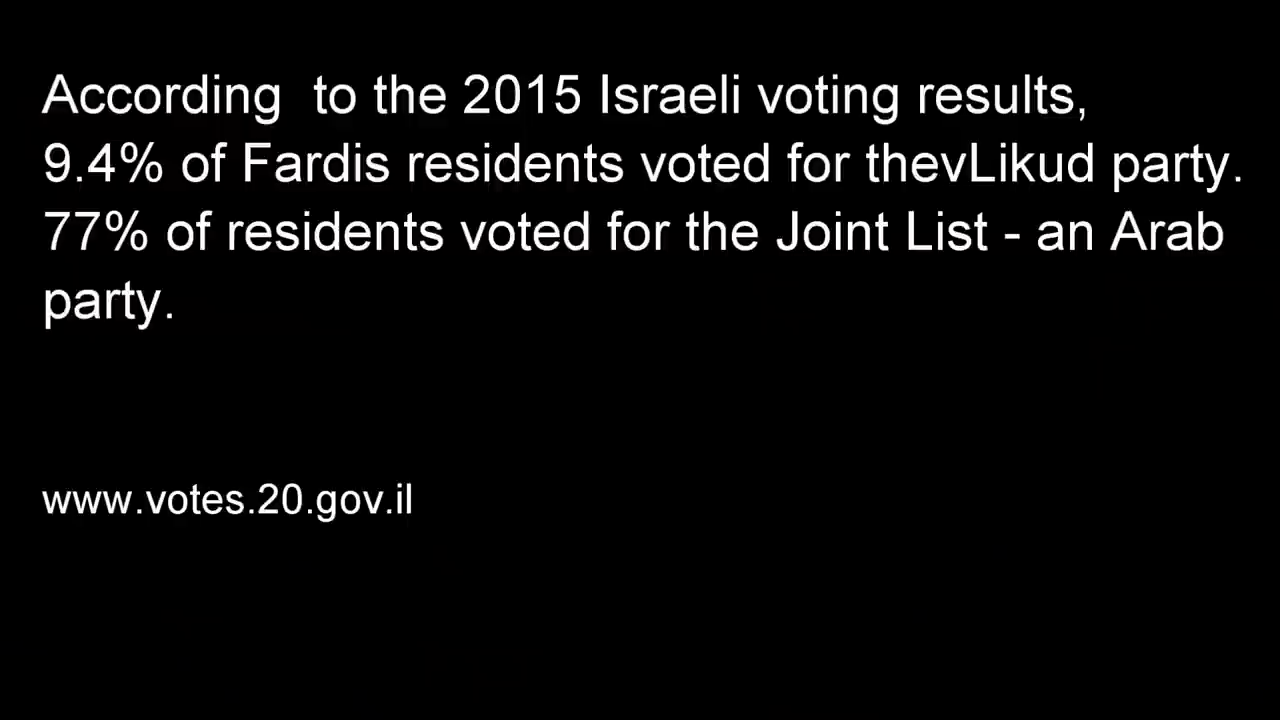 According  to the 2015 Israeli voting results,
9.4% of Fardis residents voted for thevLikud party.
77% of residents voted for the Joint List - an Arab
party.
www.votes.20.gov.il